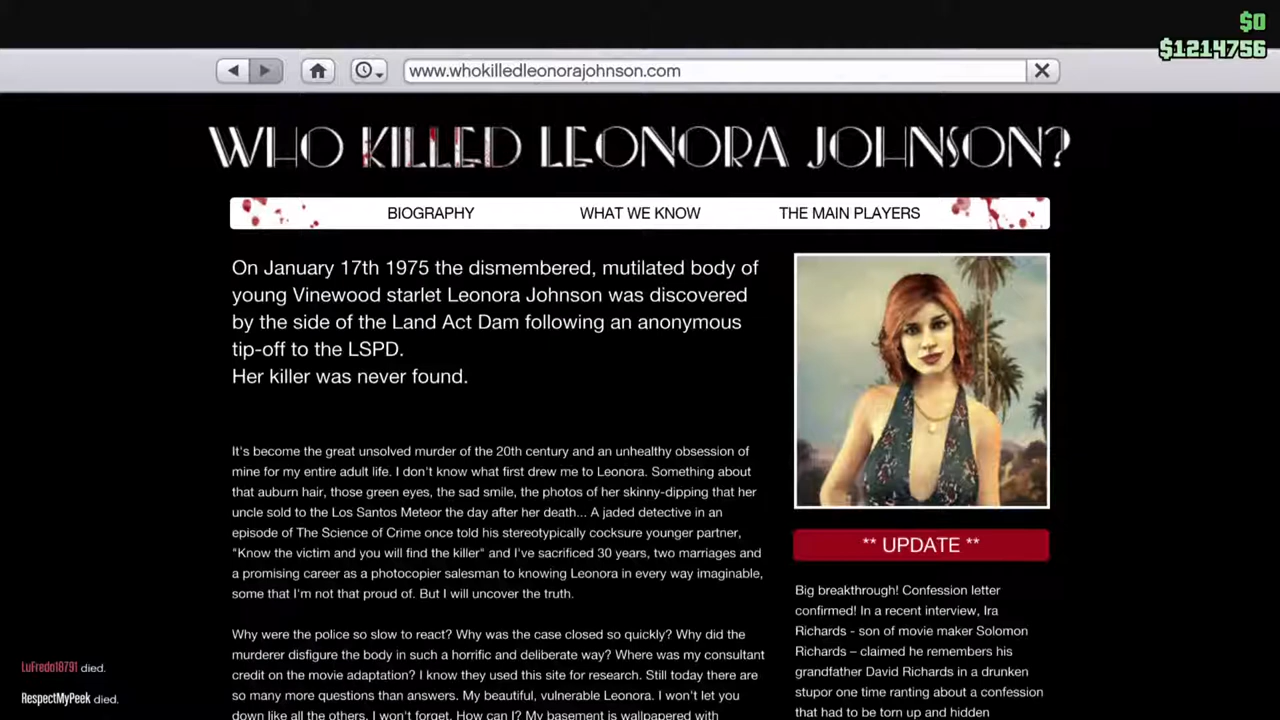 $0
$1214756
www.whokilledleonorajohnson.com
WHO KILLED LEONORA JOHNSON?
BIOGRAPHY
WHAT WE KNOW
THE MAIN PLAYERS
On January 17th 1975 the dismembered, mutilated body of
young Vinewood starlet Leonora Johnson was discovered
by the side of the Land Act Dam following an anonymous
tip-off to the LSPD.
Her killer was never found.
It's become the great unsolved murder of the 20th century and an unhealthy obsession of
mine for my entire adult life. I don't know what first drew me to Leonora. Something about
that auburn hair, those green eyes, the sad smile, the photos of her skinny-dipping that her
uncle sold to the Los Santos Meteor the day after her death... A jaded detective in an
episode of The Science of Crime once told his stereotypically cocksure younger partner,
"Know the victim and you will find the killer" and I've sacrificed 30 years, two marriages and
a promising career as a photocopier salesman to knowing Leonora in every way imaginable,
some that I'm not that proud of. But I will uncover the truth.
Why were the police so slow to react? Why was the case closed so quickly? Why did the
murderer disfigure the body in such a horrific and deliberate way? Where was my consultant
credit on the movie adaptation? I know they used this site for research. Still today there are
so many more questions than answers. My beautiful, vulnerable Leonora. I won't let you
down like all the others. I won't forget. How can I? My basement is wallpapered with
** UPDATE **
Big breakthrough! Confession letter
confirmed! In a recent interview, Ira
Richards - son of movie maker Solomon
Richards – claimed he remembers his
grandfather David Richards in a drunken
stupor one time ranting about a confession
that had to be torn up and hidden
LuFredo18791 died.
RespectMyPeek died.